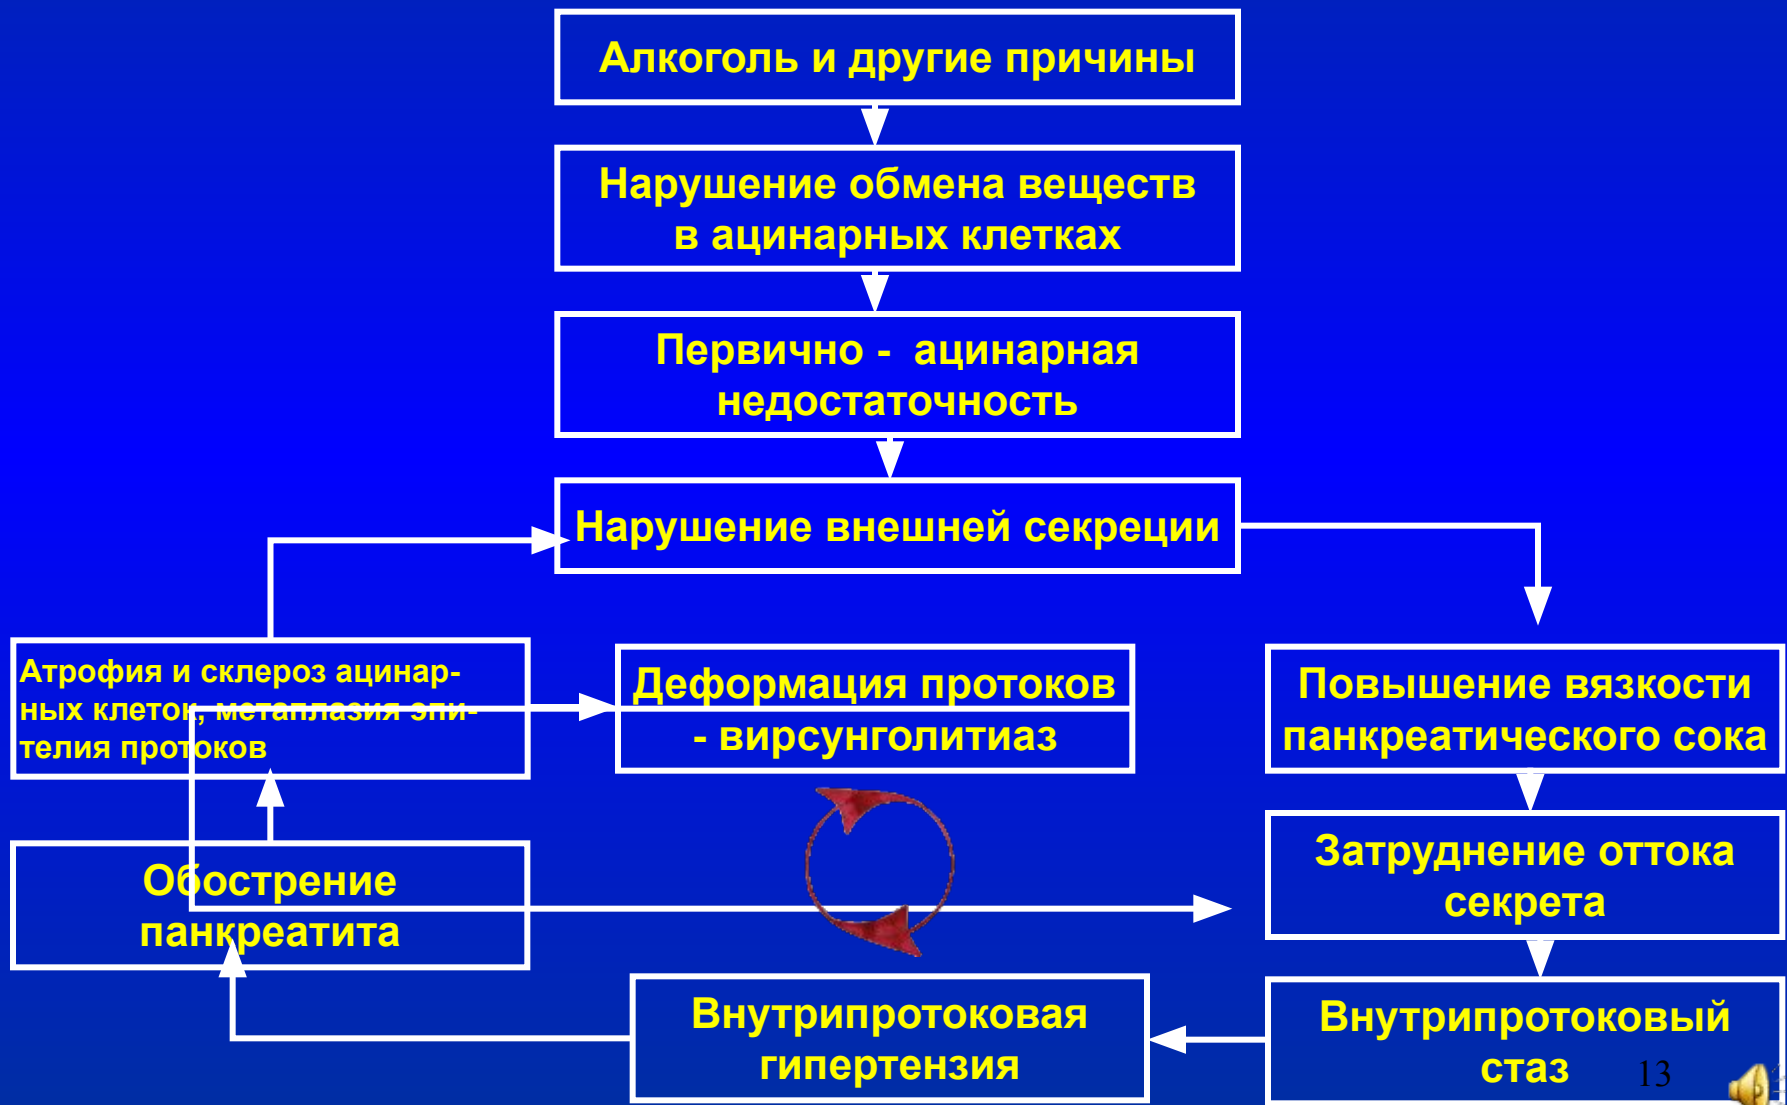 Алкоголь и другие причины
Нарушение обмена веществ
в ацинарных клетках
Первично - ацинарная
недостаточность
Нарушение внешней секреции
Атрофия и склероз ацинар-
ных клеток, метаплазия эпи-
телия протоков
Деформация протоков
- вирсунголитиаз
Повышение вязкости
панкреатического сока
Обострение
панкреатита
Затруднение оттока
секрета
Внутрипротоковая
гипертензия
Внутрипротоковый
стаз
13